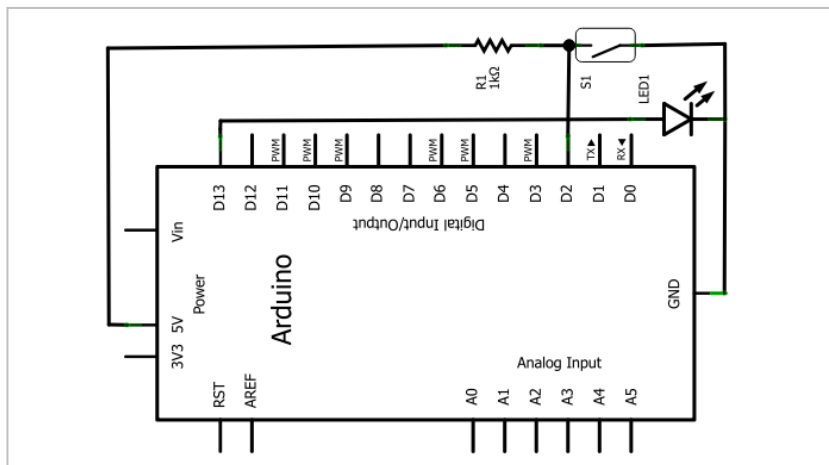 R1
1kΩ
S1
LED1
PWM
PWM
PWM
PWM
PWM
PWM
TX▶
RX◀
D13
D12
D11
D10
D9
D8
D7
D6
D5
D4
D3
D2
D1
D0
Digital Input/Output
Vin
Power
5V
3V3
Arduino
GND
Analog Input
RST
AREF
A0
A1
A2
A3
A4
A5